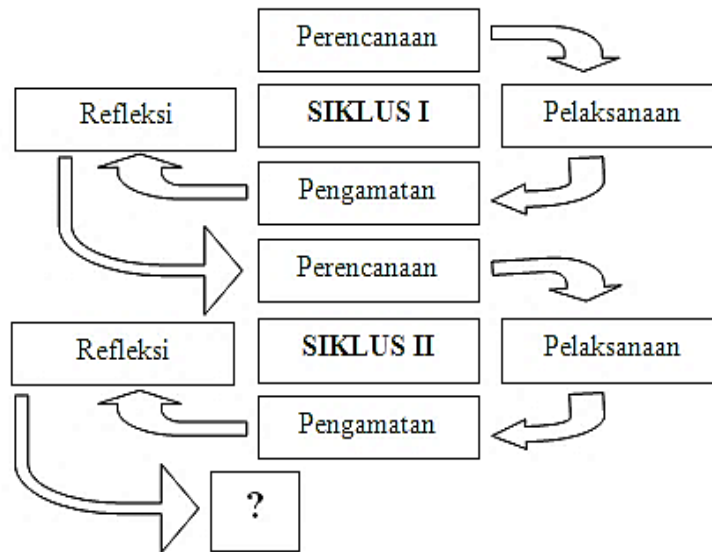 Perencanaan
Refleksi
SIKLUS I
Pelaksanaan
Pengamatan
Perencanaan
Refleksi
SIKLUS II
Pelaksanaan
Pengamatan
?